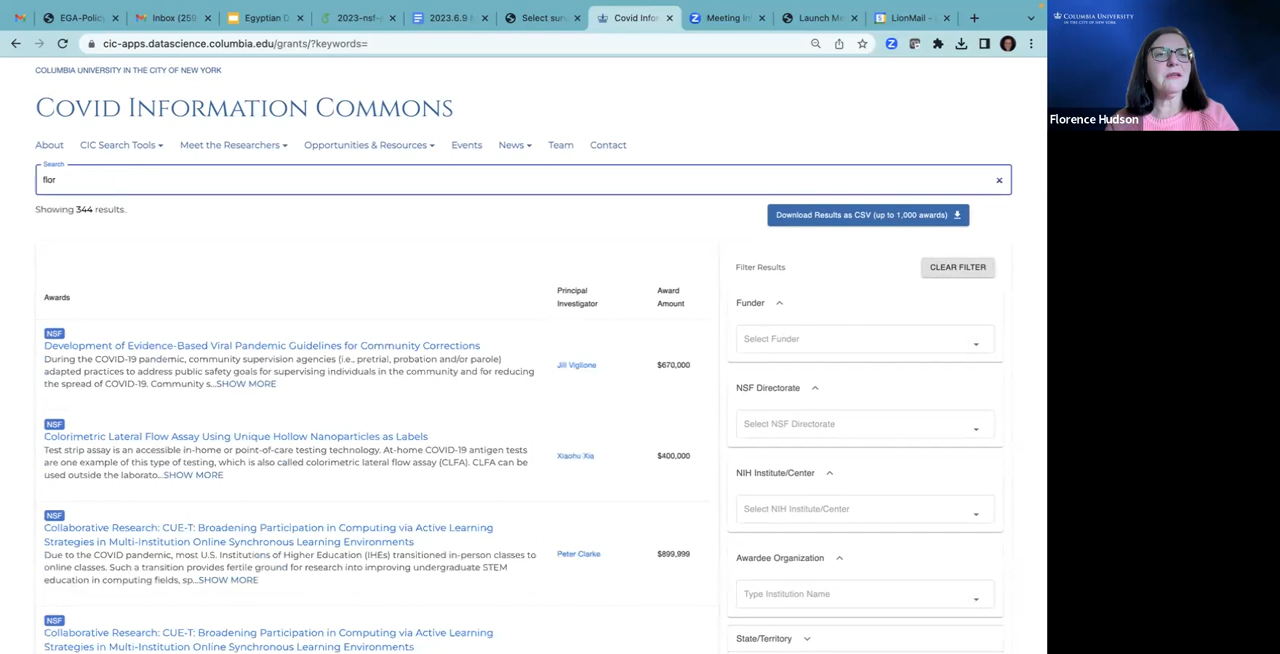 EGA-Policy
Inbox (259
Egyptian D
2023-nsf-r
2023.6.9 b
Select sun
Covid Infor
Meeting In
Launch Me
LionMail -
cic-apps.datascience.columbia.edu/grants/?keywords=
COLUMBIA UNIVERSITY
IN THE CITY OF NEW YORK
Florence Hudson
COLUMBIA UNIVERSITY IN THE CITY OF NEW YORK
COVID INFORMATION COMMONS
About CIC Search Tools Meet the Researchers Opportunities & Resources Events News Team Contact
Search
flor
Showing 344 results.
Download Results as CSV (up to 1,000 awards)
Awards
Principal
Investigator
Award
Amount
NSF
Development of Evidence-Based Viral Pandemic Guidelines for Community Corrections
During the COVID-19 pandemic, community supervision agencies (i.e., pretrial, probation and/or parole)
adapted practices to address public safety goals for supervising individuals in the community and for reducing
the spread of COVID-19. Community s...SHOW MORE
Jill Viglione
$670,000
NSF
Colorimetric Lateral Flow Assay Using Unique Hollow Nanoparticles as Labels
Test strip assay is an accessible in-home or point-of-care testing technology. At-home COVID-19 antigen tests
are one example of this type of testing, which is also called colorimetric lateral flow assay (CLFA). CLFA can be
used outside the laborato...SHOW MORE
Xiaohu Xia
$400,000
NSF
Collaborative Research: CUE-T: Broadening Participation in Computing via Active Learning
Strategies in Multi-Institution Online Synchronous Learning Environments
Due to the COVID pandemic, most U.S. Institutions of Higher Education (IHEs) transitioned in-person classes to
online classes. Such a transition provides fertile ground for research into improving undergraduate STEM
education in computing fields, sp...SHOW MORE
Peter Clarke
$899,999
NSF
Collaborative Research: CUE-T: Broadening Participation in Computing via Active Learning
Strategies in Multi-Institution Online Synchronous Learning Environments
Filter Results
CLEAR FILTER
Funder
Select Funder
NSF Directorate
Select NSF Directorate
NIH Institute/Center
Select NIH Institute/Center
Awardee Organization
Type Institution Name
State/Territory